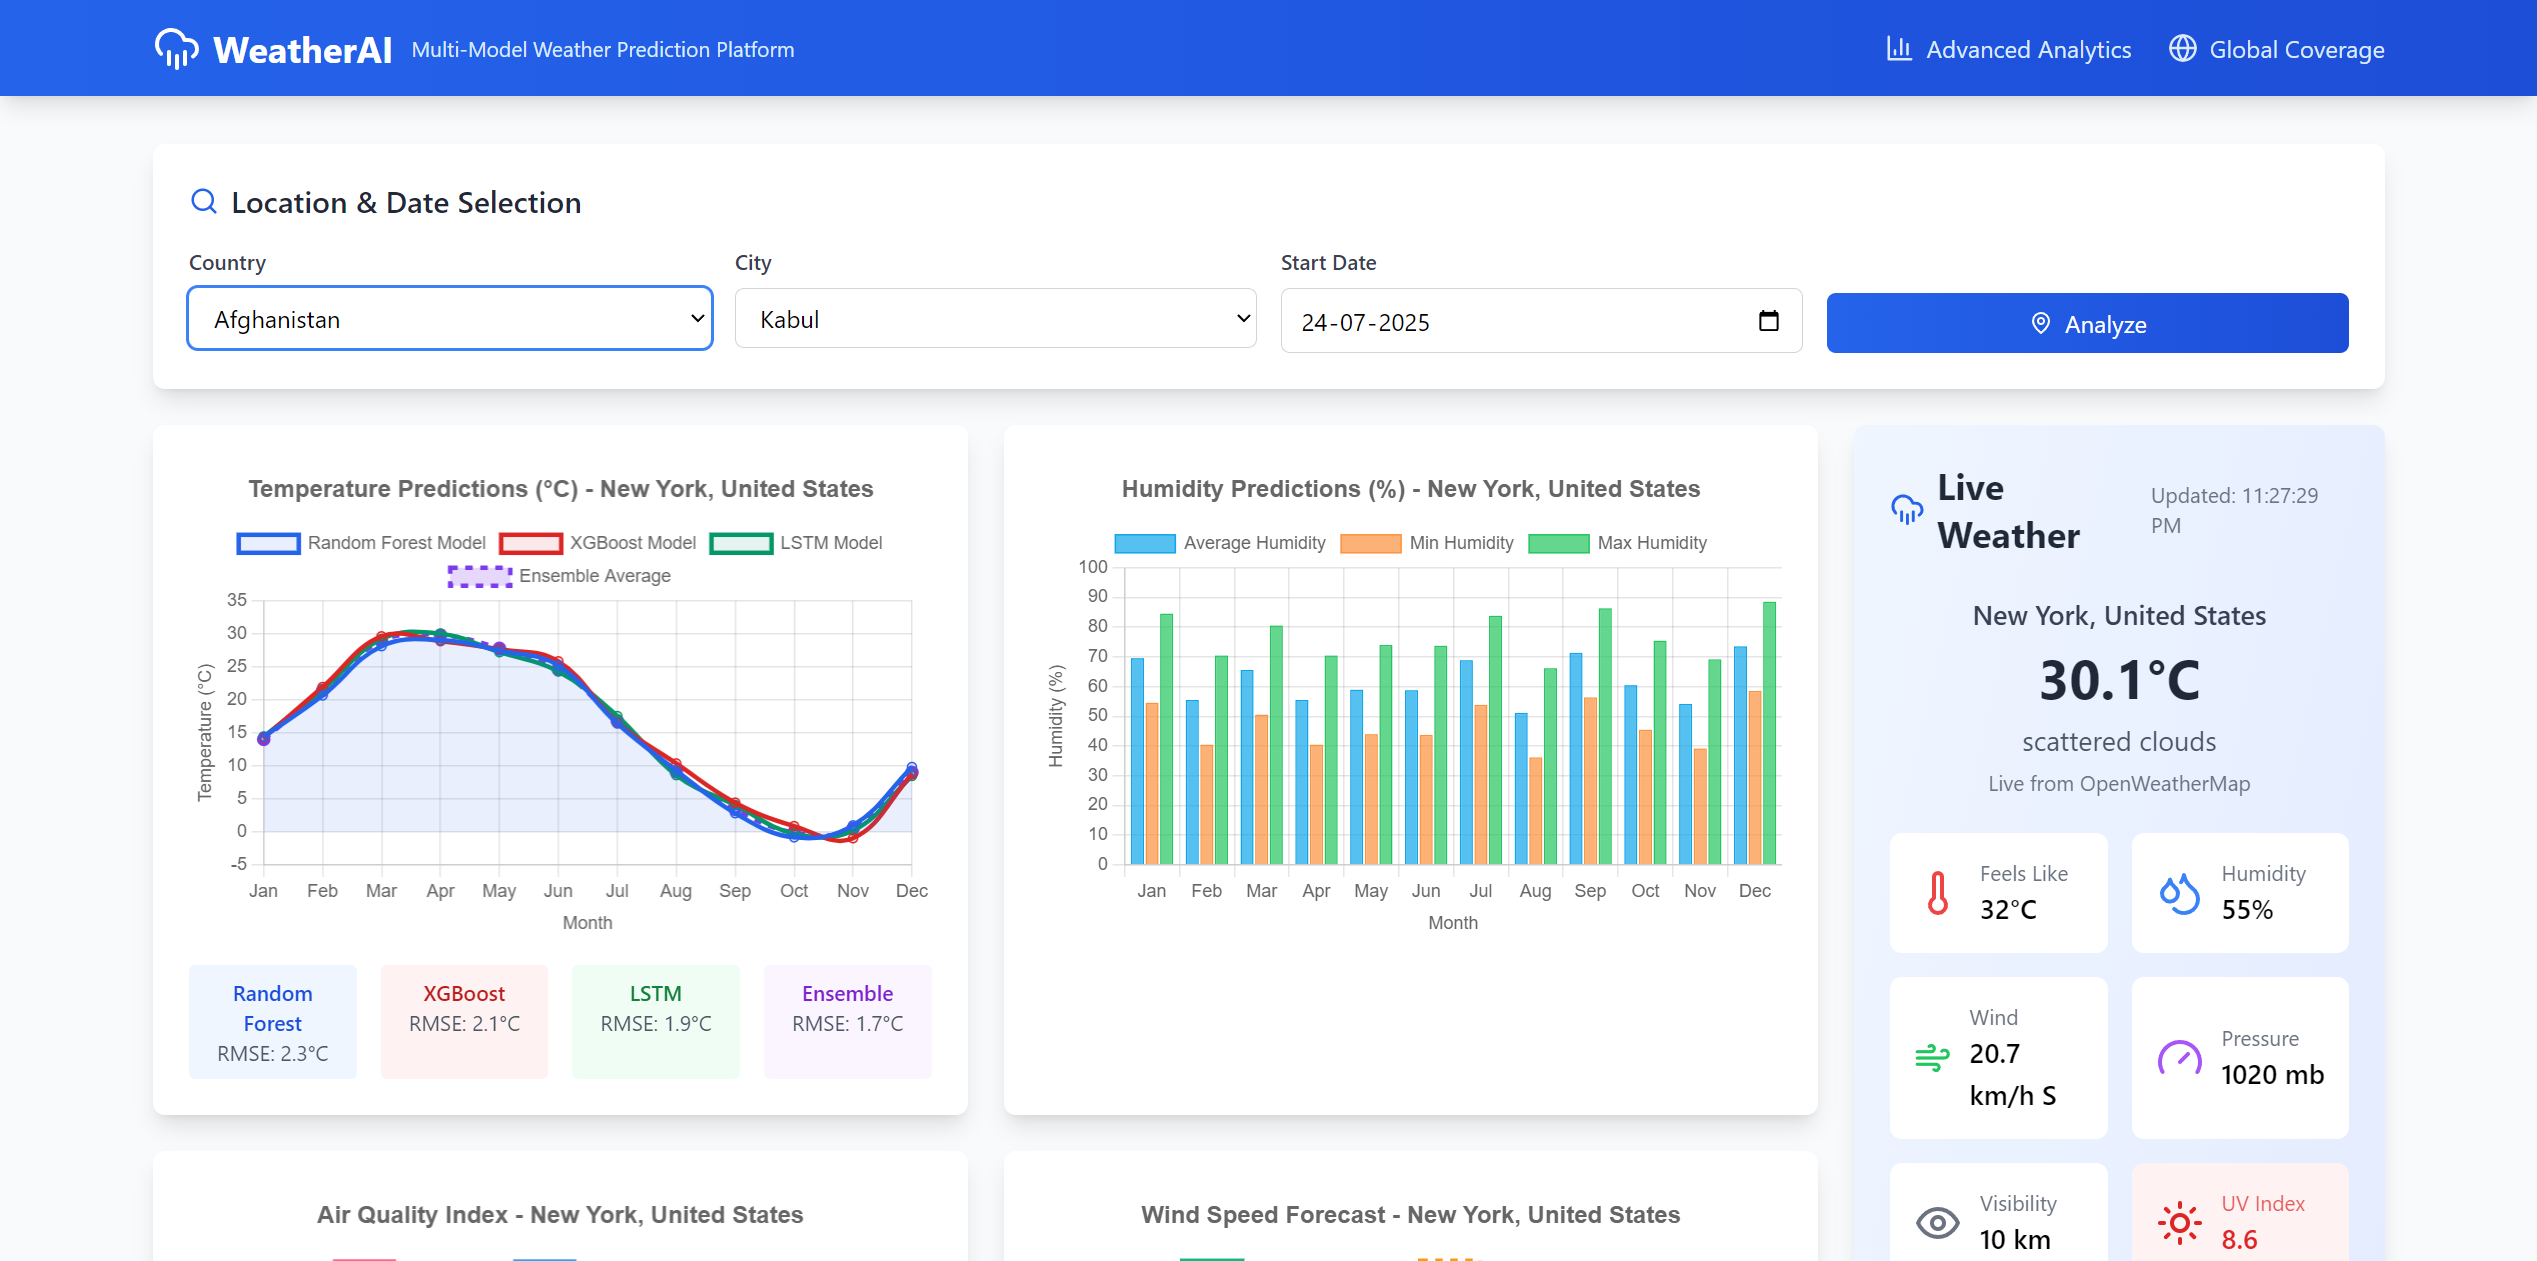 WeatherAI
Multi-Model Weather Prediction Platform
Advanced Analytics
Global Coverage
Location & Date Selection
Country
City
Start Date
Afghanistan
Kabul
24-07-2025
Analyze
Temperature Predictions (°C) - New York, United States
Random Forest Model
XGBoost Model
LSTM Model
Ensemble Average
35
30
25
20
15
10
5
0
-5
Temperature (°C)
Jan Feb Mar Apr May Jun Jul Aug Sep Oct Nov Dec
Month
Random
Forest
RMSE: 2.3°C
XGBoost
RMSE: 2.1°C
LSTM
RMSE: 1.9°C
Ensemble
RMSE: 1.7°C
Humidity Predictions (%) - New York, United States
Average Humidity
Min Humidity
Max Humidity
100
90
80
70
60
50
40
30
20
10
0
Humidity (%)
Jan Feb Mar Apr May Jun Jul Aug Sep Oct Nov Dec
Month
Live
Weather
Updated: 11:27:29
PM
New York, United States
30.1°C
scattered clouds
Live from OpenWeatherMap
Feels Like
32°C
Humidity
55%
Wind
20.7
km/h S
Pressure
1020 mb
Visibility
10 km
UV Index
8.6
Air Quality Index - New York, United States
Wind Speed Forecast - New York, United States